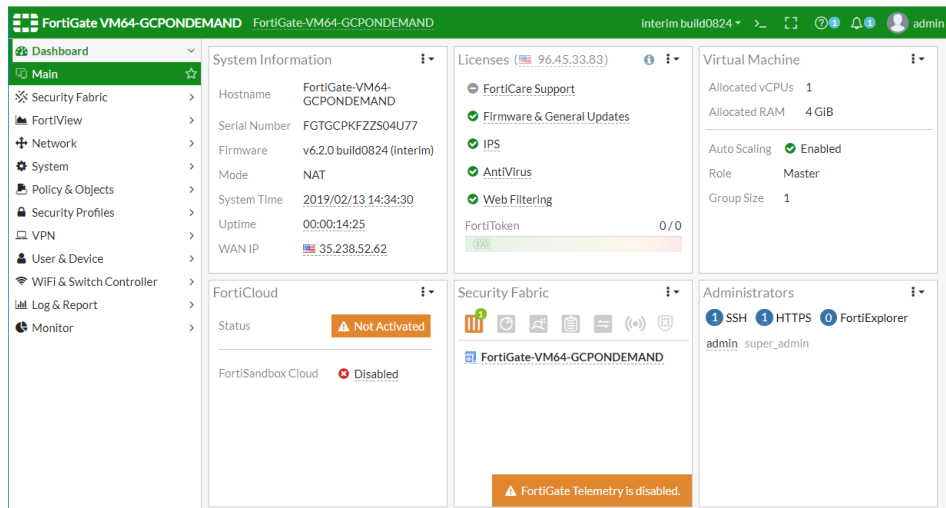 FortiGate VM64-GCPONDEMAND FortiGate-VM64-GCPONDEMAND interim build0824 >_ 1 1 admin
Dashboard
Main
Security Fabric
FortiView
Network
System
Policy & Objects
Security Profiles
VPN
User & Device
WiFi & Switch Controller
Log & Report
Monitor
System Information
Hostname FortiGate-VM64-
GCPONDEMAND
Serial Number FGTGCPKFZZS04U77
Firmware v6.2.0 build0824 (interim)
Mode NAT
System Time 2019/02/13 14:34:30
Uptime 00:00:14:25
WAN IP 35.238.52.62
Licenses (96.45.33.83)
FortiCare Support
Firmware & General Updates
IPS
AntiVirus
Web Filtering
FortiToken 0/0
0%
Virtual Machine
Allocated vCPUs 1
Allocated RAM 4 GiB
Auto Scaling Enabled
Role Master
Group Size 1
FortiCloud
Status Not Activated
FortiSandbox Cloud Disabled
Security Fabric
1
FortiGate-VM64-GCPONDEMAND
FortiGate Telemetry is disabled.
Administrators
1 SSH 1 HTTPS 0 FortiExplorer
admin super_admin